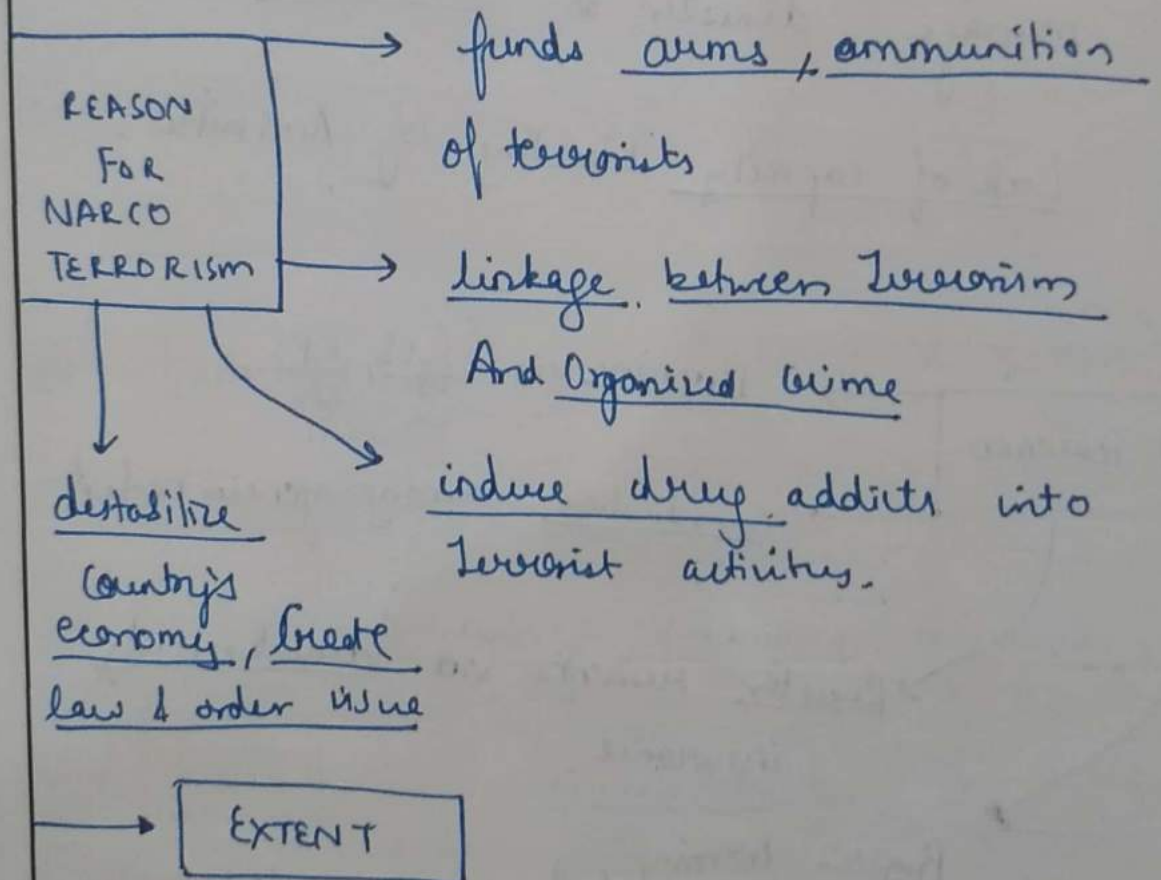 REASON
FOR
NARCO
TERRORISM
funds arms, ammunition
of terrorists
linkage between Terrorism
And Organized Crime
induce drug addicts into
Terrorist activities.
destabilize
Country's
economy, Create
law & order issue
EXTENT